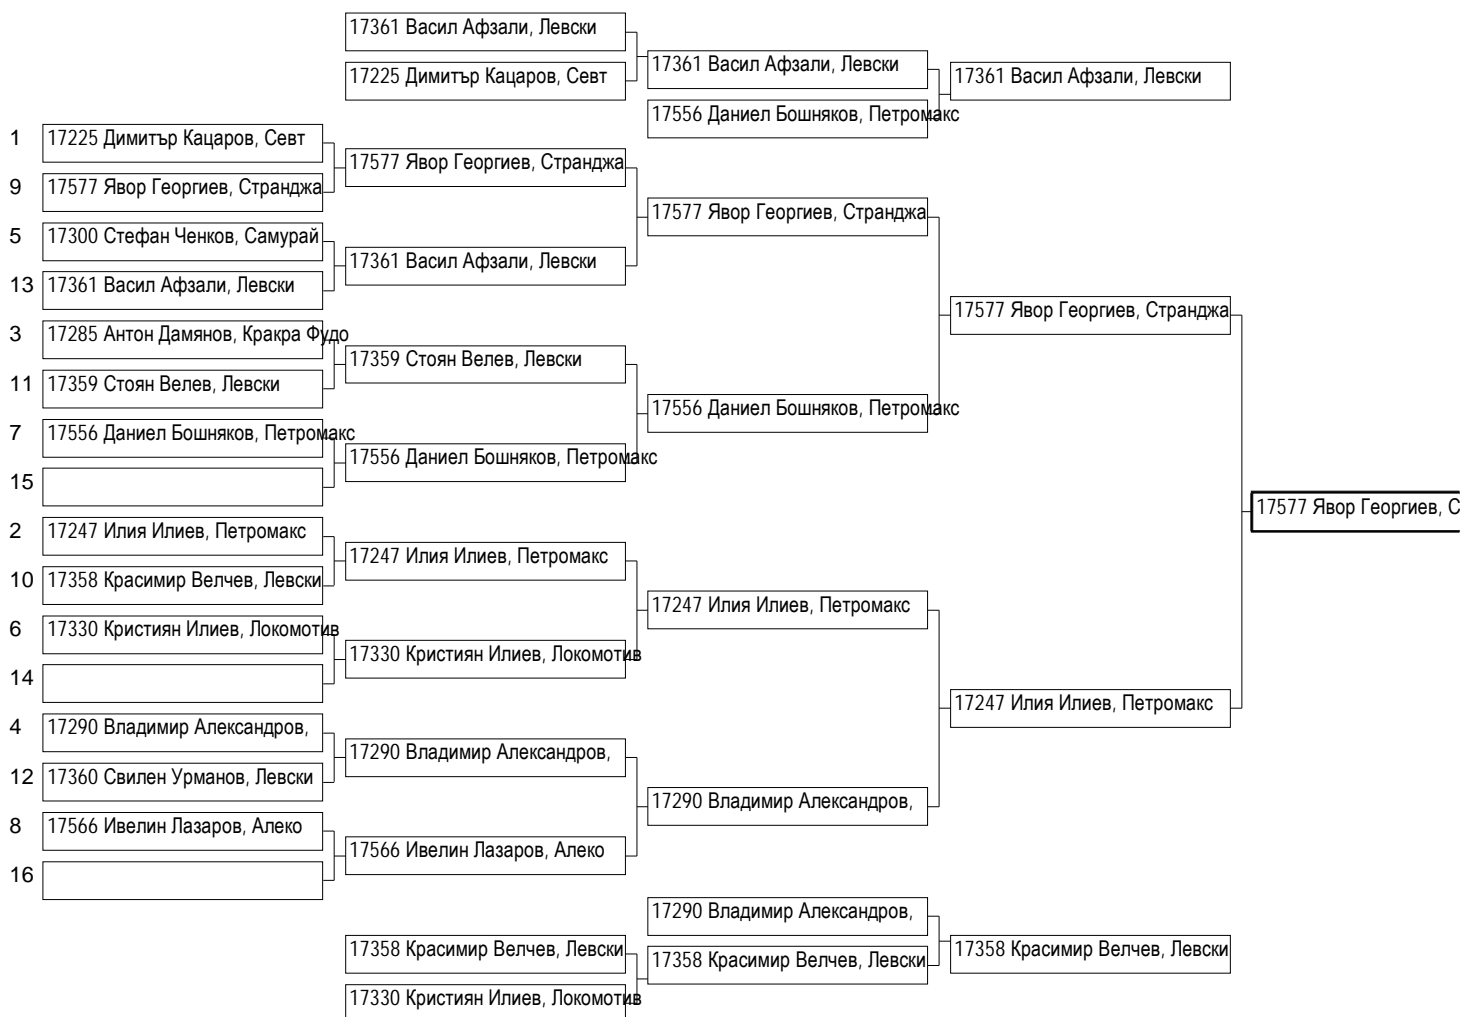 17361 Васил Афзали, Левски
17225 Димитър Кацаров, Севт
17361 Васил Афзали, Левски
17556 Даниел Бошняков, Петромакс
17361 Васил Афзали, Левски
1 17225 Димитър Кацаров, Севт
9 17577 Явор Георгиев, Странджа
5 17300 Стефан Ченков, Самурай
13 17361 Васил Афзали, Левски
3 17285 Антон Дамянов, Кракра Фудо
11 17359 Стоян Велев, Левски
7 17556 Даниел Бошняков, Петромакс
15
2 17247 Илия Илиев, Петромакс
10 17358 Красимир Велчев, Левски
6 17330 Кристиян Илиев, Локомотив
14
4 17290 Владимир Александров,
12 17360 Свилен Урманов, Левски
8 17566 Ивелин Лазаров, Алеко
16
17577 Явор Георгиев, Странджа
17361 Васил Афзали, Левски
17359 Стоян Велев, Левски
17556 Даниел Бошняков, Петромакс
17247 Илия Илиев, Петромакс
17330 Кристиян Илиев, Локомотив
17290 Владимир Александров,
17566 Ивелин Лазаров, Алеко
17577 Явор Георгиев, Странджа
17556 Даниел Бошняков, Петромакс
17247 Илия Илиев, Петромакс
17290 Владимир Александров,
17577 Явор Георгиев, Странджа
17247 Илия Илиев, Петромакс
17577 Явор Георгиев, С
17358 Красимир Велчев, Левски
17330 Кристиян Илиев, Локомотив
17290 Владимир Александров,
17358 Красимир Велчев, Левски
17358 Красимир Велчев, Левски